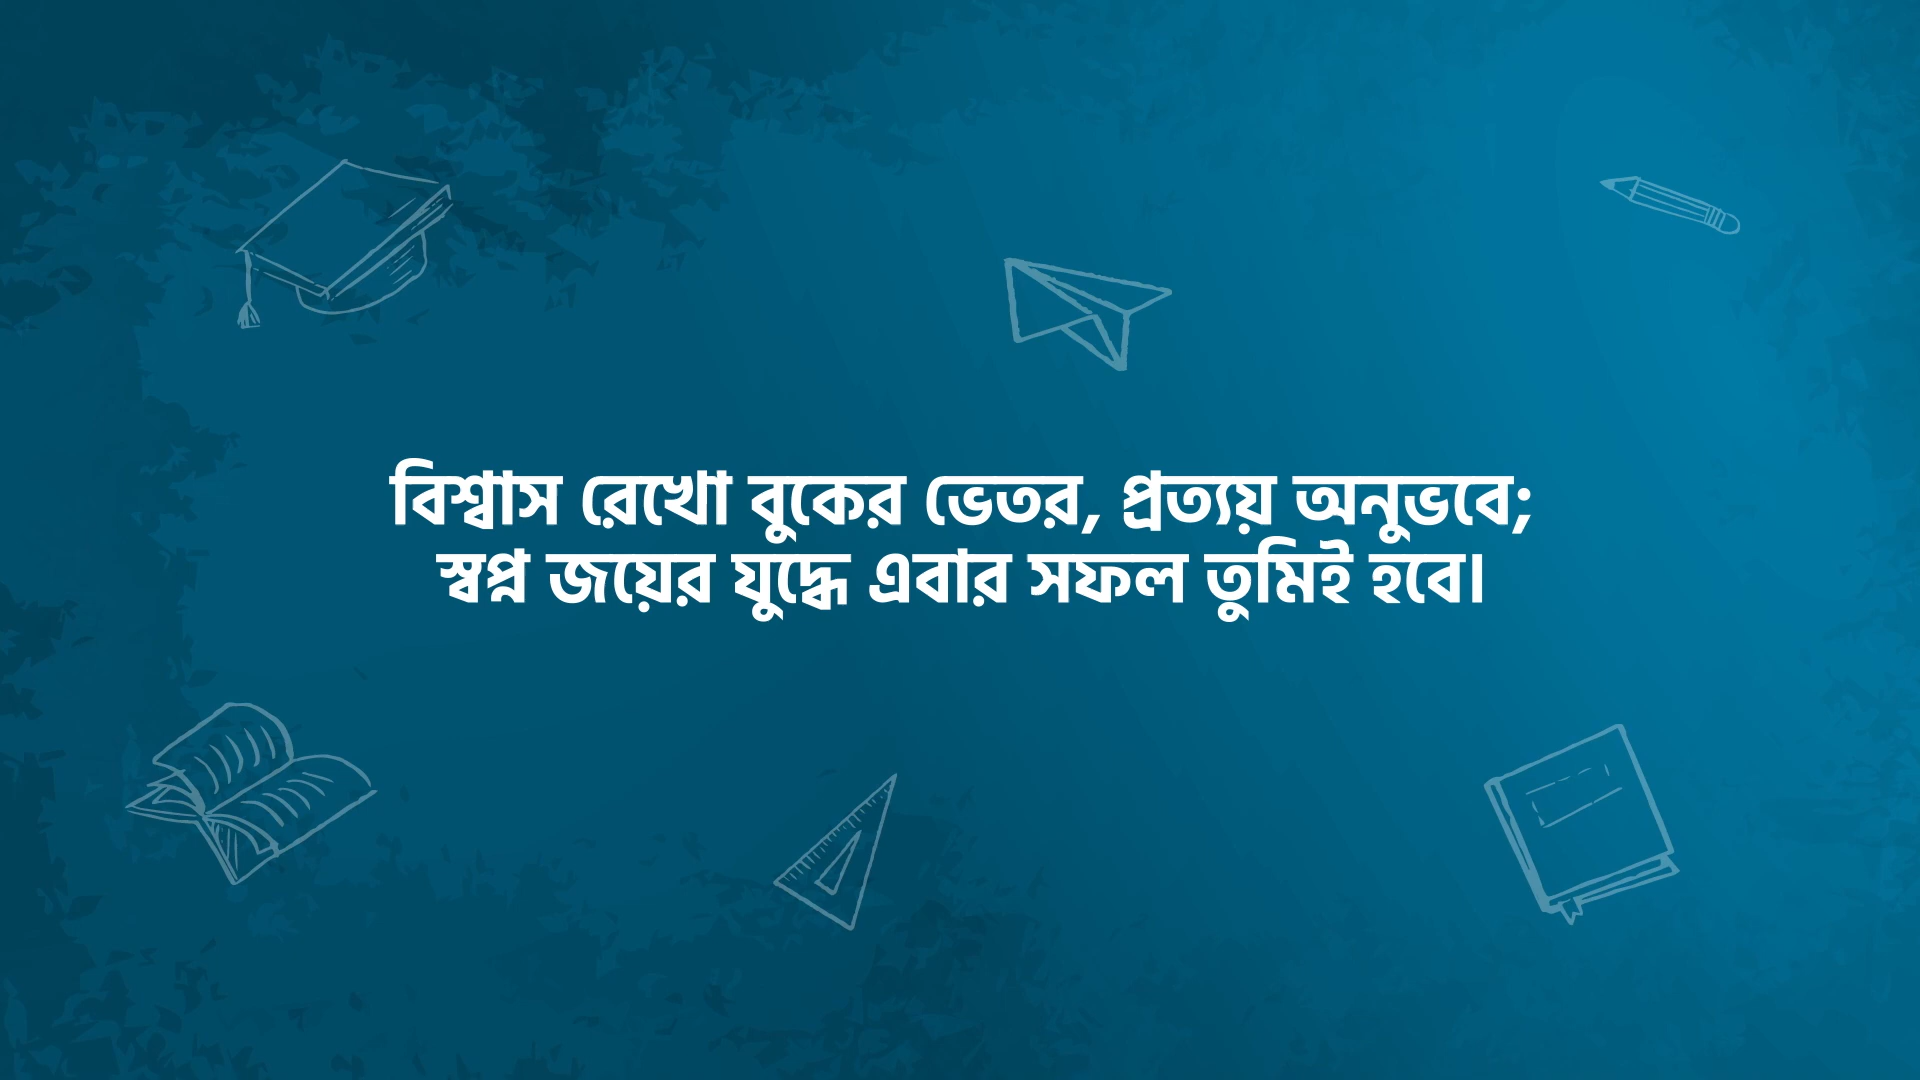 বিশ্বাস রেখো বুকের ভেতর, প্রত্যয় অনুভবে;
স্বপ্ন জয়ের যুদ্ধে এবার সফল তুমিই হবে।